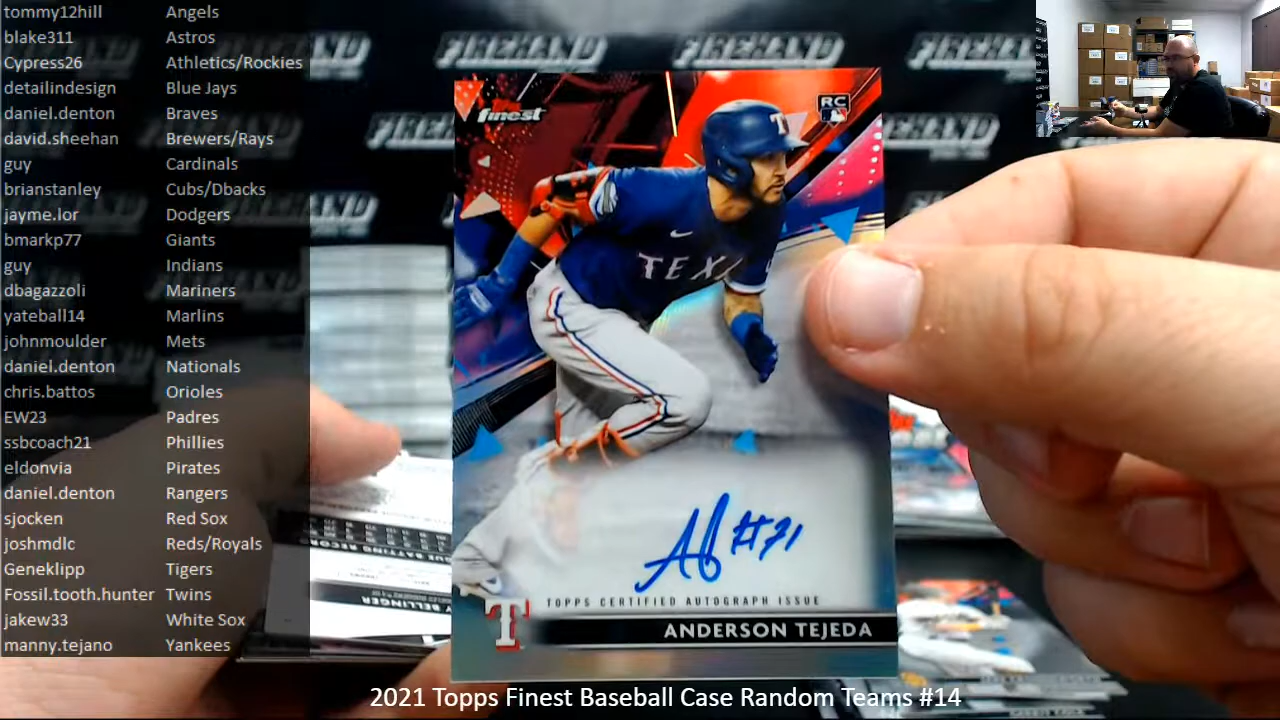 tommy12hill Angels
blake311 Astros
Cypress26 Athletics/Rockies
detailindesign Blue Jays
daniel.denton Braves
david.sheehan Brewers/Rays
guy Cardinals
brianstanley Cubs/Dbacks
jayme.lor Dodgers
bmarkp77 Giants
guy Indians
dbagazzoli Mariners
yateball14 Marlins
johnmoulder Mets
daniel.denton Nationals
chris.battos Orioles
EW23 Padres
ssbcoach21 Phillies
eldonvia Pirates
daniel.denton Rangers
sjocken Red Sox
joshmdlc Reds/Royals
Geneklipp Tigers
Fossil.tooth.hunter Twins
jakew33 White Sox
manny.tejano Yankees
FIREHAND FIREHAND
finest
RC
T
TEXA
#71
TOPPS CERTIFIED AUTOGRAPH ISSUE
T
ANDERSON TEJEDA
BELLINGER
2021 Topps Finest Baseball Case Random Teams #14